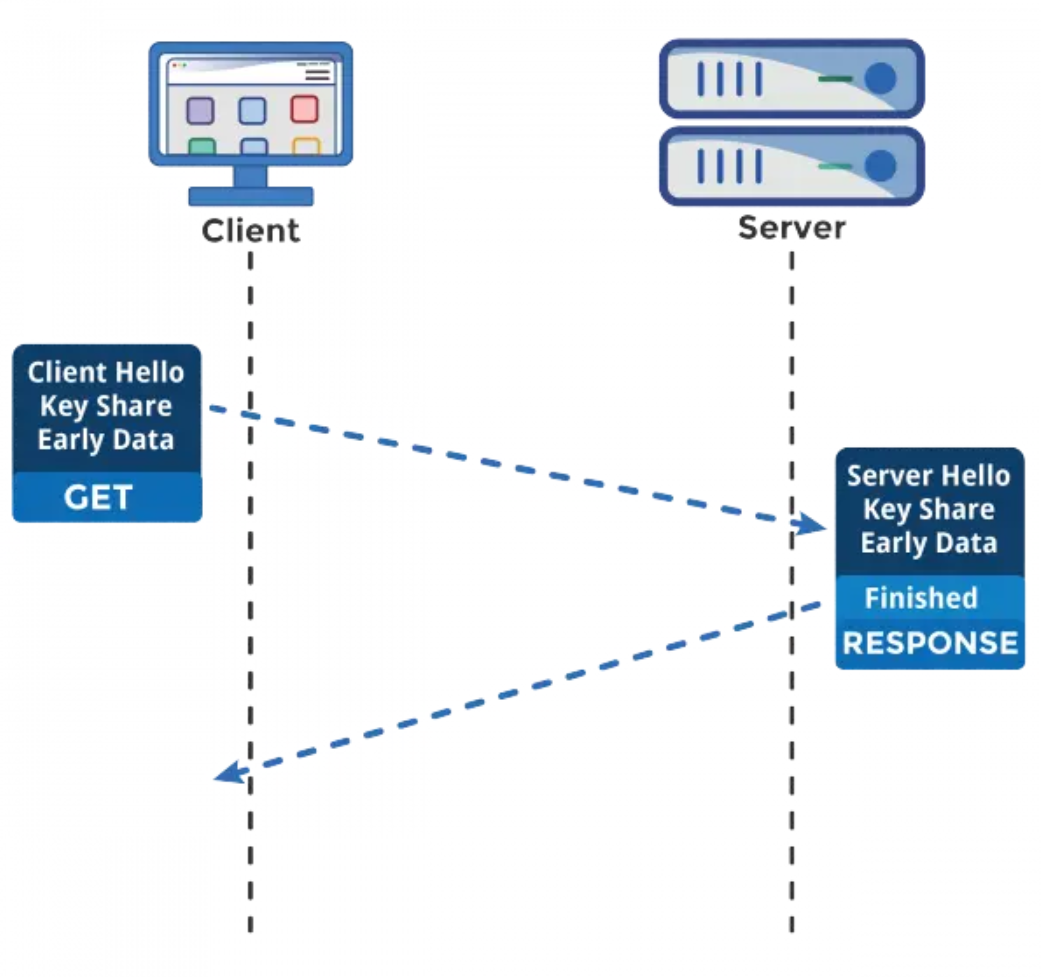 Client
Server
Client Hello
Key Share
Early Data
GET
Server Hello
Key Share
Early Data
Finished
RESPONSE